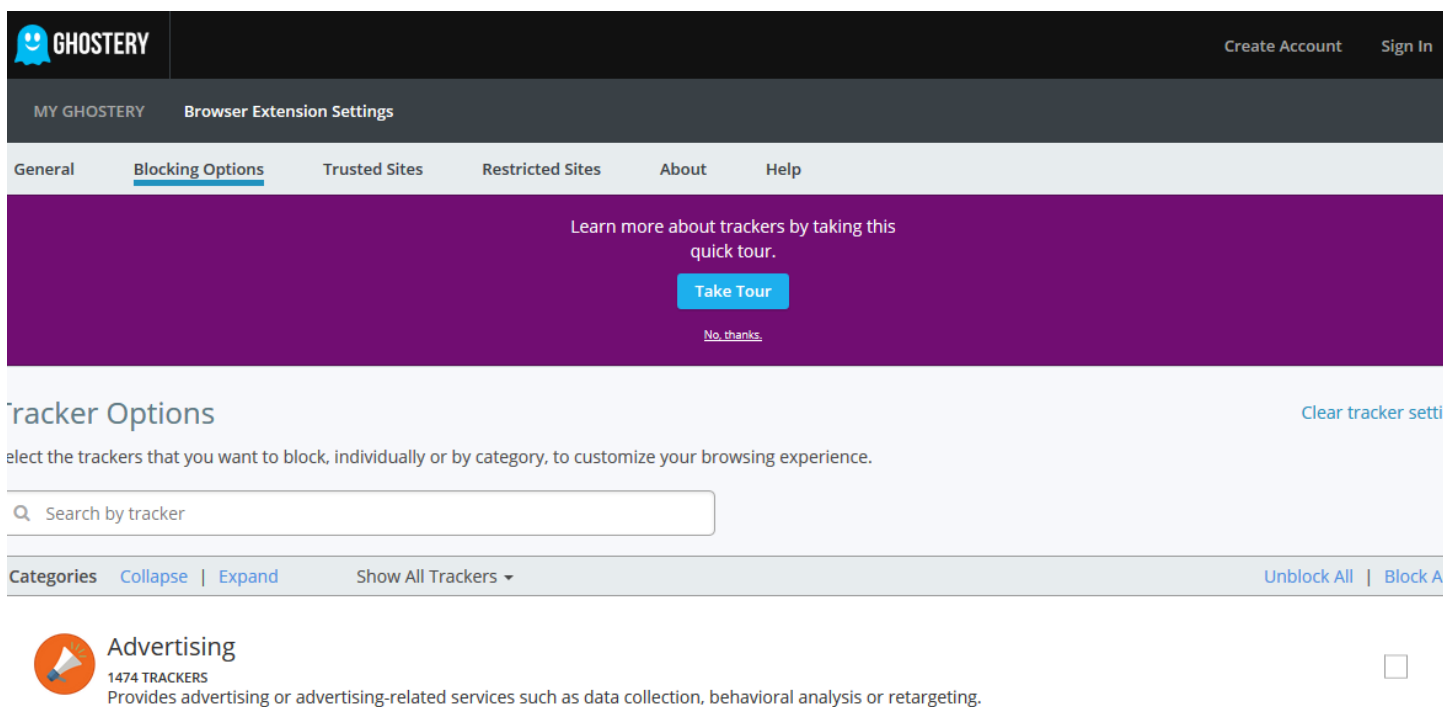 GHOSTERY
Create Account Sign In
MY GHOSTERY Browser Extension Settings
General Blocking Options Trusted Sites Restricted Sites About Help
Learn more about trackers by taking this
quick tour.
Take Tour
No, thanks.
racker Options Clear tracker setti
elect the trackers that you want to block, individually or by category, to customize your browsing experience.
Search by tracker
Categories Collapse | Expand Show All Trackers Unblock All | Block A
Advertising
1474 TRACKERS
Provides advertising or advertising-related services such as data collection, behavioral analysis or retargeting.